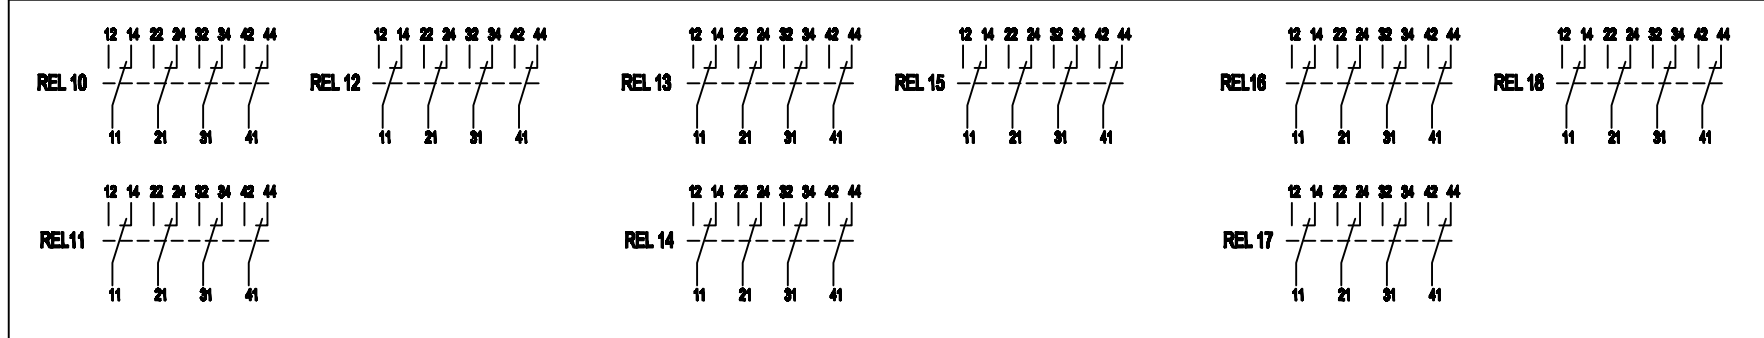 12 14 22 24 32 34 42 44 12 14 22 24 32 34 42 44 12 14 22 24 32 34 42 44 12 14 22 24 32 34 42 44 12 14 22 24 32 34 42 44 12 14 22 24 32 34 42 44
REL 10 REL 12 REL 13 REL 15 REL16 REL 18
11 21 31 41 11 21 31 41 11 21 31 41 11 21 31 41 11 21 31 41 11 21 31 41
12 14 22 24 32 34 42 44 12 14 22 24 32 34 42 44 12 14 22 24 32 34 42 44
REL11 REL 14 REL 17
11 21 31 41 11 21 31 41 11 21 31 41